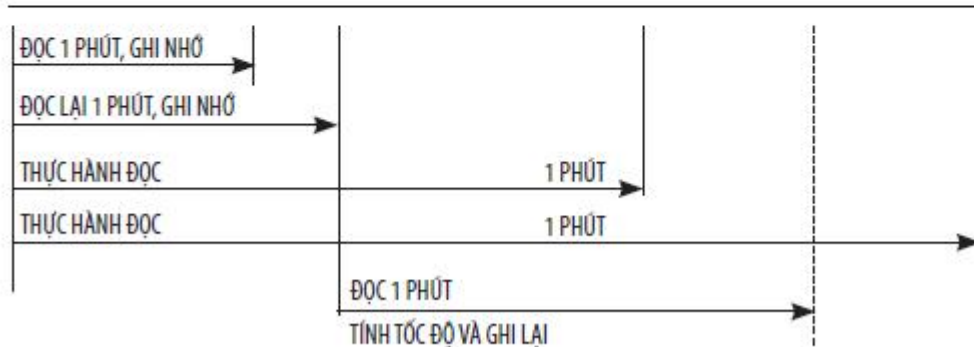 ĐỌC 1 PHÚT, GHI NHỚ
ĐỌC LẠI 1 PHÚT, GHI NHỚ
THỰC HÀNH ĐỌC 1 PHÚT
THỰC HÀNH ĐỌC 1 PHÚT
ĐỌC 1 PHÚT
TÍNH TỐC ĐỘ VÀ GHI LẠI